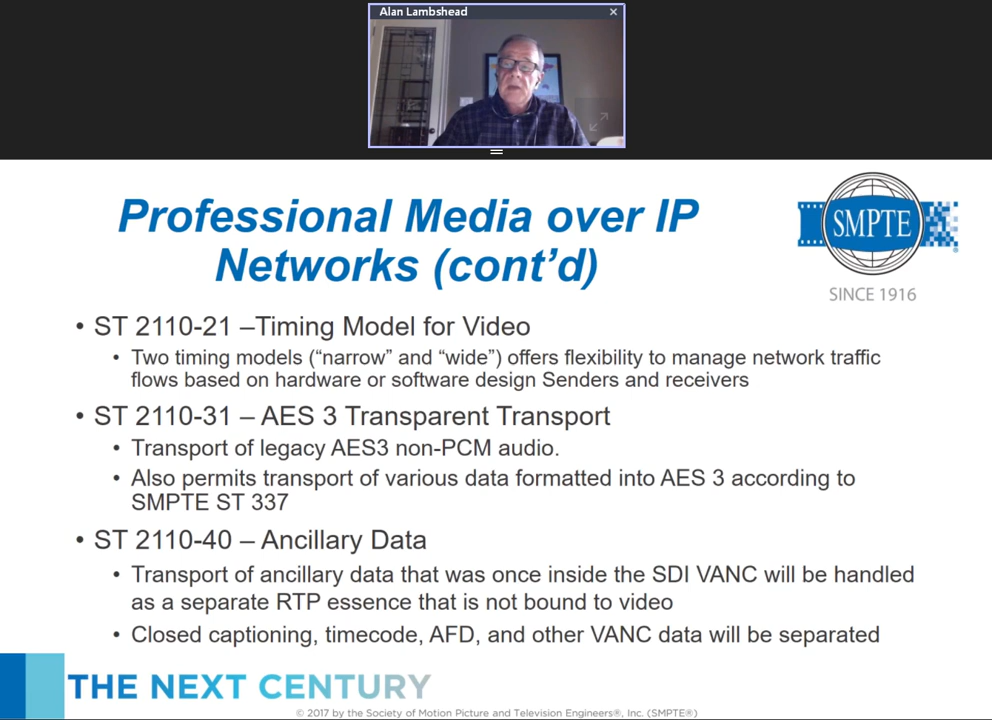 Alan Lambshead
Professional Media over IP
Networks (cont’d)
SMPTE
SINCE 1916
• ST 2110-21 –Timing Model for Video
• Two timing models (“narrow” and “wide”) offers flexibility to manage network traffic
flows based on hardware or software design Senders and receivers
• ST 2110-31 – AES 3 Transparent Transport
• Transport of legacy AES3 non-PCM audio.
• Also permits transport of various data formatted into AES 3 according to
SMPTE ST 337
• ST 2110-40 – Ancillary Data
• Transport of ancillary data that was once inside the SDI VANC will be handled
as a separate RTP essence that is not bound to video
• Closed captioning, timecode, AFD, and other VANC data will be separated
THE NEXT CENTURY
© 2017 by the Society of Motion Picture and Television Engineers®, Inc. (SMPTE®)